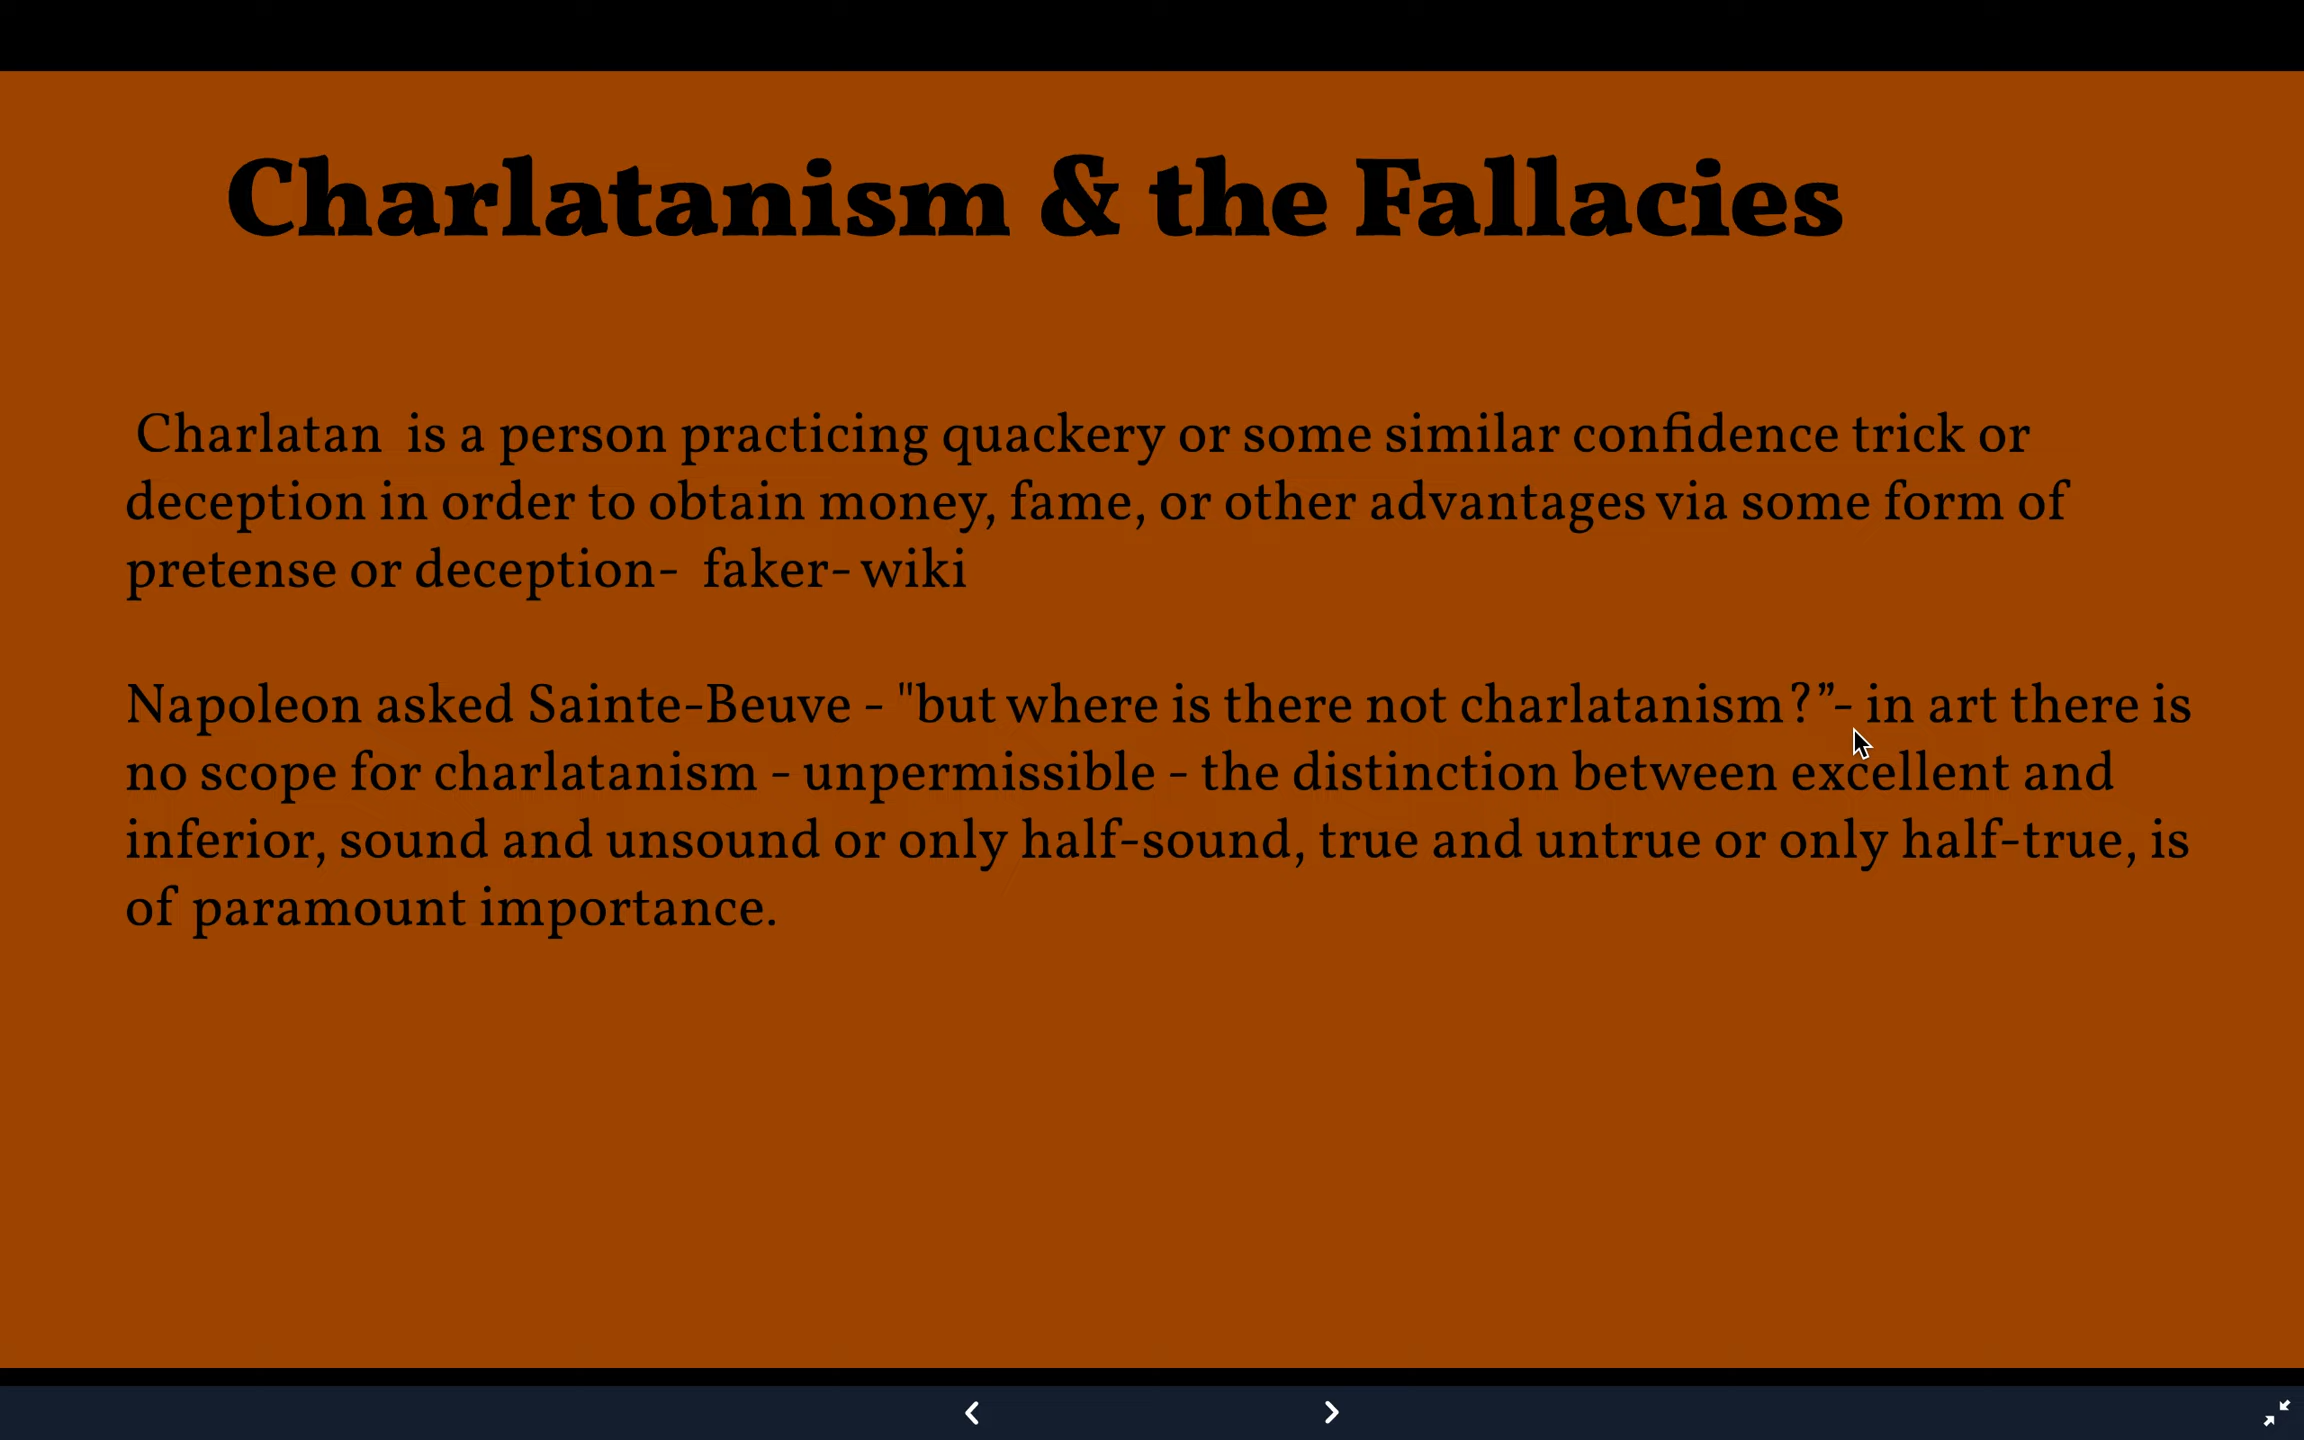 Charlatanism & the Fallacies
Charlatan  is a person practicing quackery or some similar confidence trick or
deception in order to obtain money, fame, or other advantages via some form of
pretense or deception-  faker- wiki
Napoleon asked Sainte-Beuve - "but where is there not charlatanism?”- in art there is
no scope for charlatanism - unpermissible - the distinction between excellent and
inferior, sound and unsound or only half-sound, true and untrue or only half-true, is
of paramount importance.